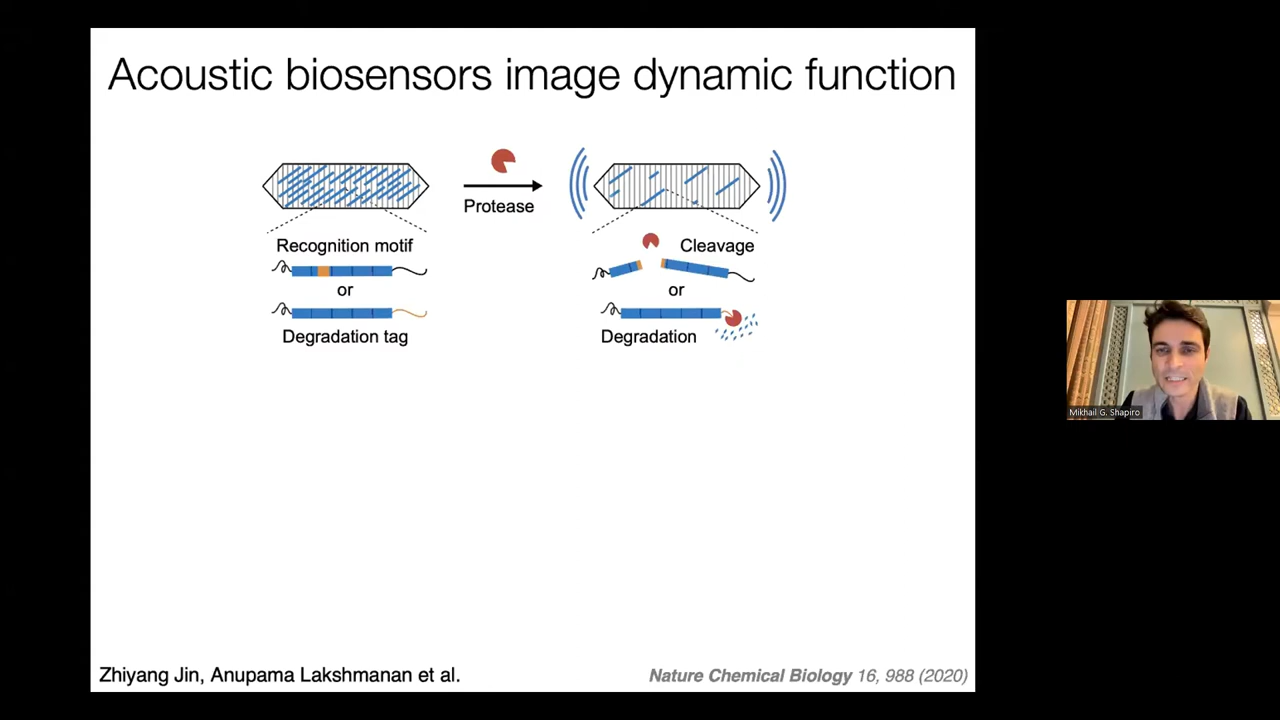 Acoustic biosensors image dynamic function
Protease
Recognition motif
or
Degradation tag
Cleavage
or
Degradation
Mikhail G. Shapiro
Zhiyang Jin, Anupama Lakshmanan et al.
Nature Chemical Biology 16, 988 (2020)